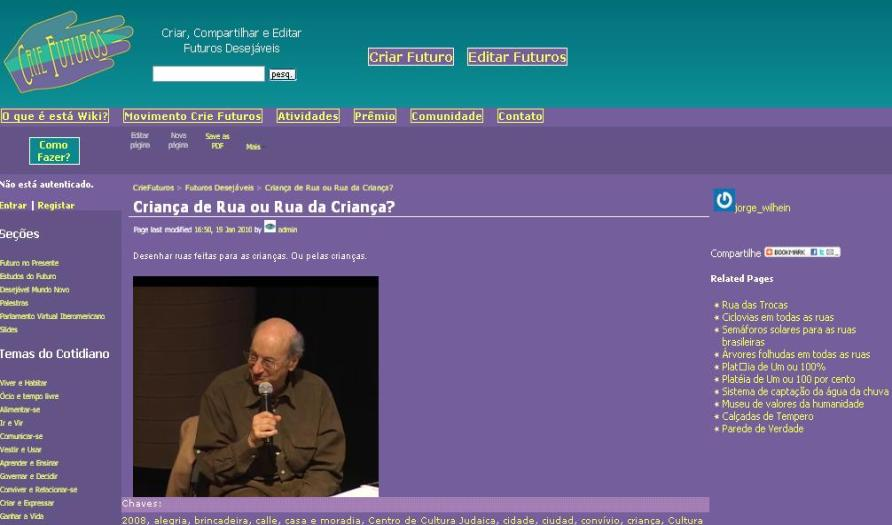 CRIE FUTUROS
Criar, Compartilhar e Editar
Futuros Desejáveis
pesq.
Criar Futuro
Editar Futuros
O que é está Wiki?
Movimento Crie Futuros
Atividades
Prêmio
Comunidade
Contato
Como
Fazer?
Editar
página
Nova
página
Save as
PDF
Mais
Não está autenticado.
Entrar | Registar
Seções
Futuro no Presente
Estudos do Futuro
Desejável Mundo Novo
Palestras
Parlamento Virtual Iberomericano
Slides
Temas do Cotidiano
Viver e Habitar
Ócio e tempo livre
Alimentar-se
Ir e Vir
Comunicar-se
Vestir e Usar
Aprender e Ensinar
Governar e Decidir
Conviver e Relacionar-se
Criar e Expressar
Ganhar a Vida
CrieFuturos > Futuros Desejáveis > Criança de Rua ou Rua da Criança?
Criança de Rua ou Rua da Criança?
Page last modified 16:50, 19 Jan 2010 by admin
Desenhar ruas feitas para as crianças. Ou pelas crianças.
Chaves:
2008, alegria, brincadeira, calle, casa e moradia, Centro de Cultura Judaica, cidade, ciudad, convívio, criança, Cultura
jorge_wilhein
Compartilhe
BOOKMARK
Related Pages
Rua das Trocas
Ciclovias em todas as ruas
Semáforos solares para as ruas
brasileiras
Árvores folhudas em todas as ruas
Plat□ia de Um ou 100%
Platéia de Um ou 100 por cento
Sistema de captação da água da chuva
Museu de valores da humanidade
Calçadas de Tempero
Parede de Verdade